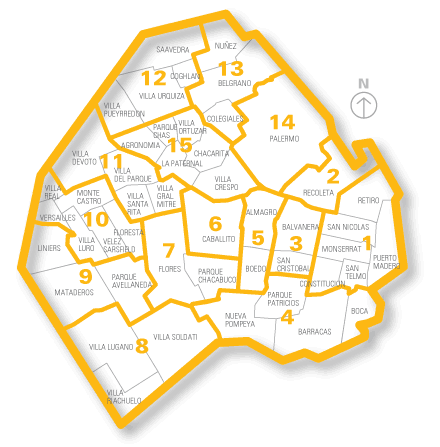 SAAVEDRA
NUÑEZ
12
COGHLAN
13
BELGRANO
VILLA URQUIZA
N
VILLA
PUEYRREDON
COLEGIALES
14
PARQUE
CHAS
VILLA
ORTUZAR
PALERMO
AGRONOMIA
15
CHACARITA
VILLA
DEVOTO
11
LA PATERNAL
VILLA
DEL PARQUE
VILLA
CRESPO
2
RECOLETA
VILLA
REAL
MONTE
CASTRO
VILLA
SANTA
RITA
VILLA
GRAL.
MITRE
RETIRO
VERSAILLES
10
FLORESTA
6
ALMAGRO
BALVANERA
SAN NICOLAS
LINIERS
VILLA
LURO
VELEZ
SARSFIELD
7
CABALLITO
5
3
MONSERRAT
1
PUERTO
MADERO
9
MATADEROS
PARQUE
AVELLANEDA
FLORES
PARQUE
CHACABUCO
BOEDO
SAN
CRISTOBAL
SAN
TELMO
CONSTITUCION
PARQUE
PATRICIOS
4
BOCA
NUEVA
POMPEYA
BARRACAS
VILLA LUGANO
8
VILLA SOLDATI
VILLA
RIACHUELO